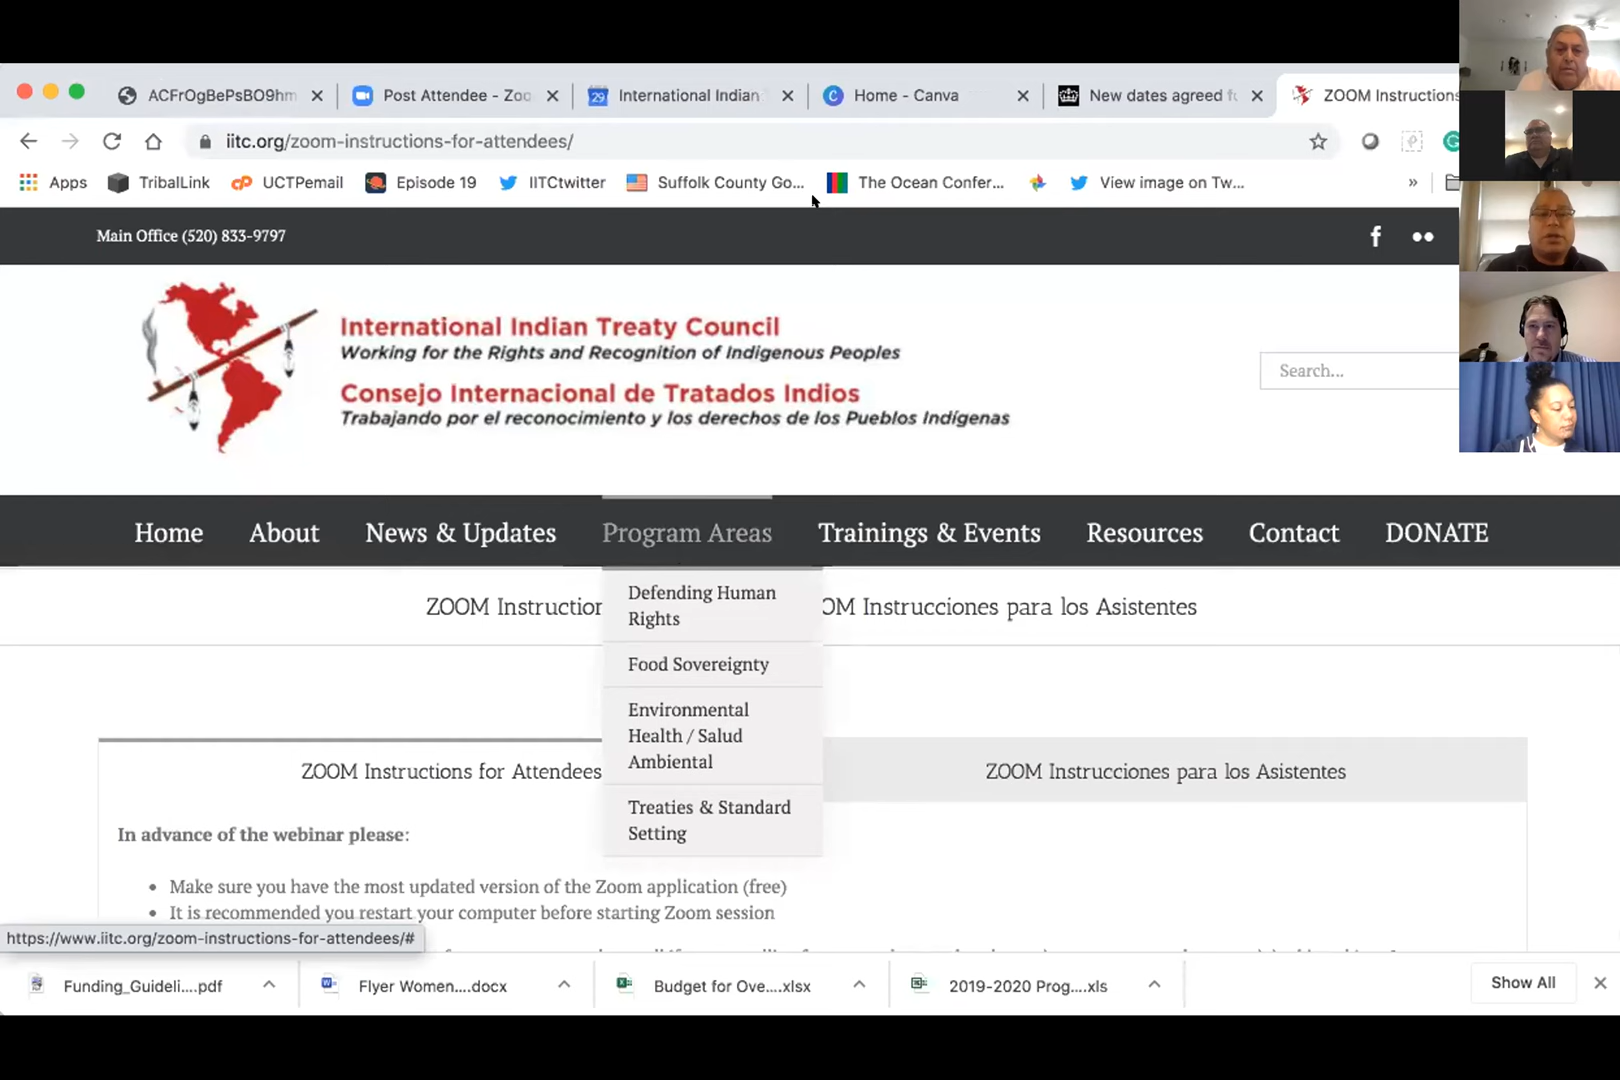 ACFrOgBePsBO9hm
Post Attendee - Zoo
29
International Indian
Home - Canva
New dates agreed fo
ZOOM Instructions
iitc.org/zoom-instructions-for-attendees/
Apps
TribalLink
UCTPemail
Episode 19
IITCtwitter
Suffolk County Go...
The Ocean Confer...
View image on Tw...
»
Main Office (520) 833-9797
International Indian Treaty Council
Working for the Rights and Recognition of Indigenous Peoples
Consejo Internacional de Tratados Indios
Trabajando por el reconocimiento y los derechos de los Pueblos Indígenas
Search...
Home
About
News & Updates
Program Areas
Trainings & Events
Resources
Contact
DONATE
Defending Human
Rights
Food Sovereignty
Environmental
Health / Salud
Ambiental
Treaties & Standard
Setting
ZOOM Instruction
OM Instrucciones para los Asistentes
ZOOM Instructions for Attendees
ZOOM Instrucciones para los Asistentes
In advance of the webinar please:
• Make sure you have the most updated version of the Zoom application (free)
• It is recommended you restart your computer before starting Zoom session
https://www.iitc.org/zoom-instructions-for-attendees/#
Funding_Guideli....pdf
Flyer Women....docx
Budget for Ove....xlsx
2019-2020 Prog....xls
Show All